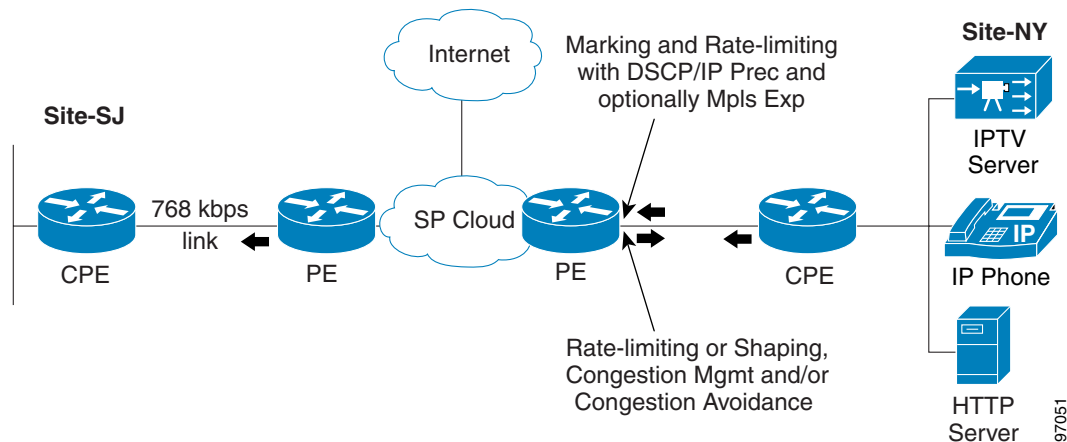 Internet
Marking and Rate-limiting
with DSCP/IP Prec and
optionally Mpls Exp
Site-NY
Site-SJ
IPTV
Server
768 kbps
link
SP Cloud
IP
CPE
PE
PE
CPE
IP Phone
Rate-limiting or Shaping,
Congestion Mgmt and/or
Congestion Avoidance
HTTP
Server
97051